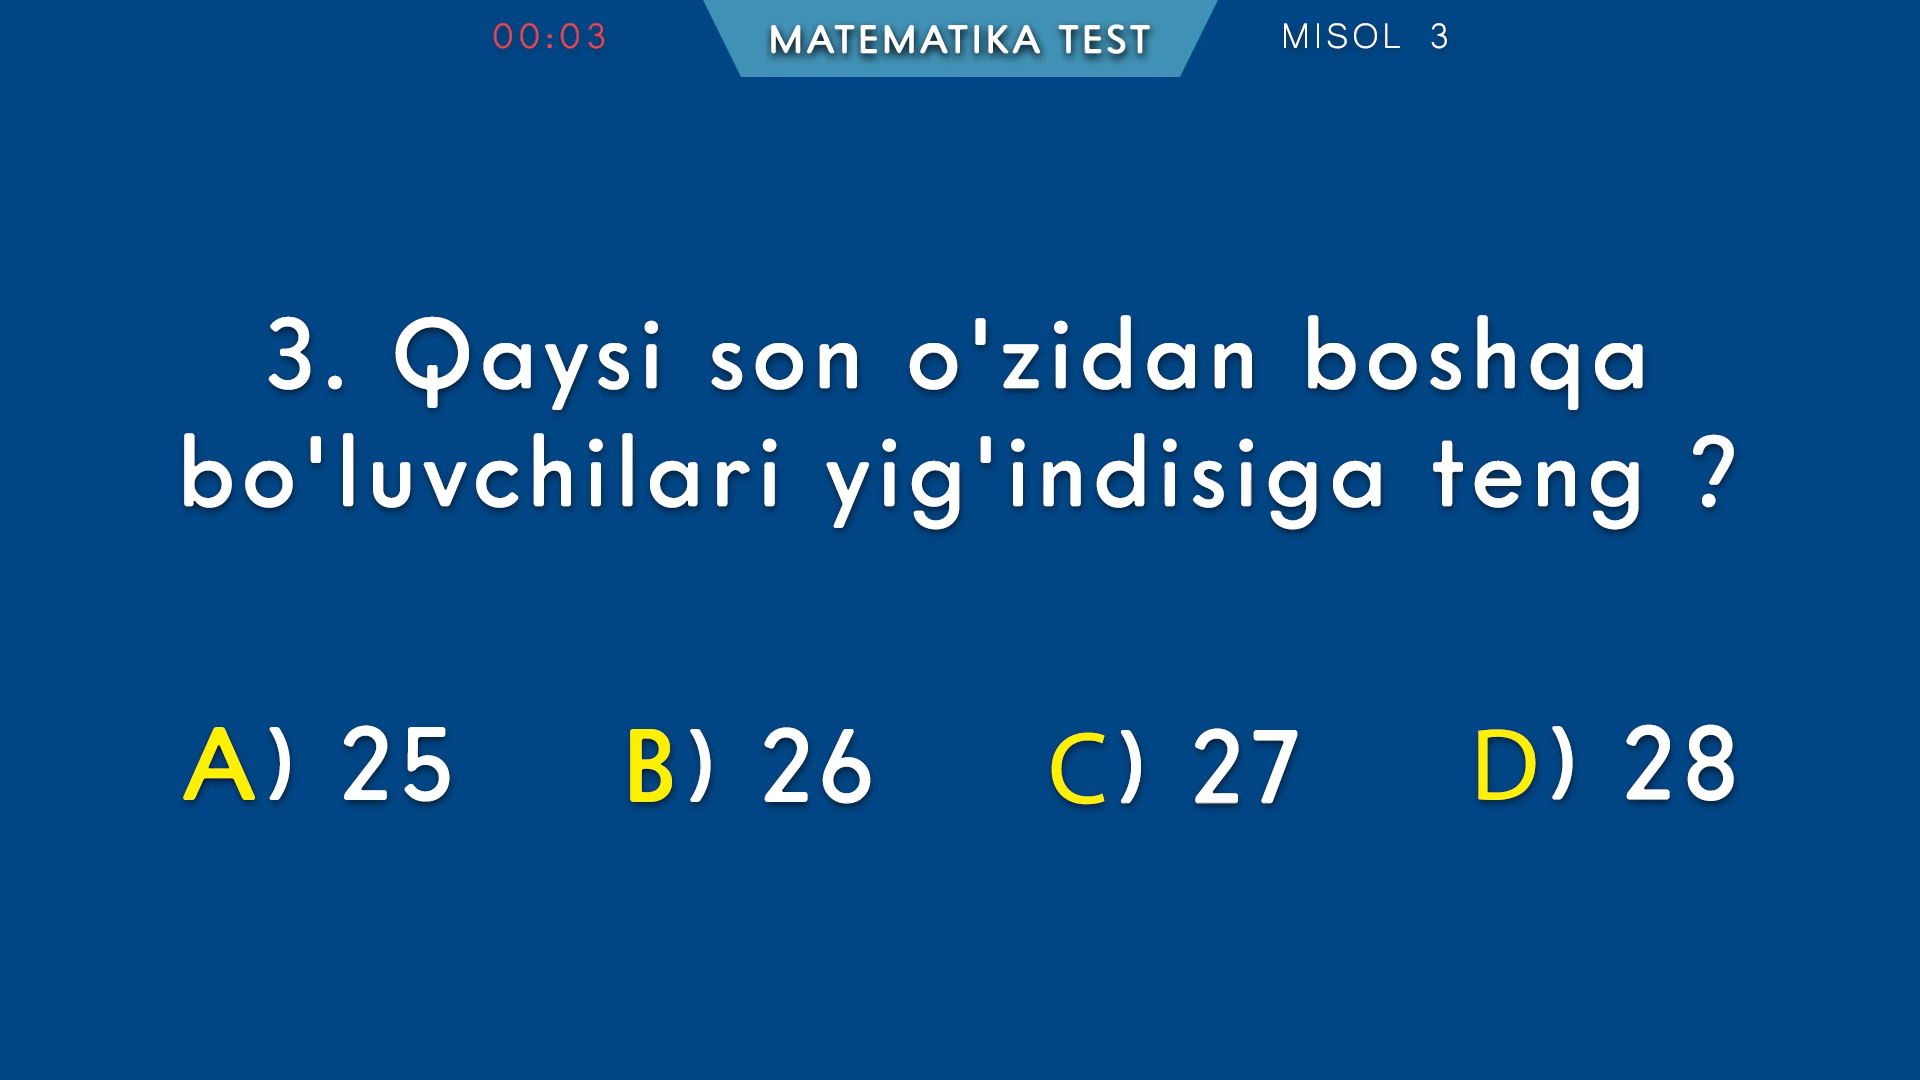 00:03 MATEMATIKA TEST MISOL 3
3. Qaysi son o'zidan boshqa
bo'luvchilari yig'indisiga teng ?
A) 25 B) 26 C) 27 D) 28